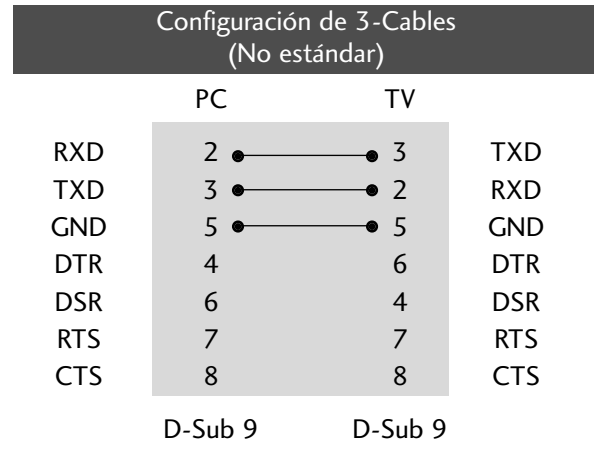 Configuración de 3-Cables
(No estándar)
PC TV
RXD 2 3 TXD
TXD 3 2 RXD
GND 5 5 GND
DTR 4 6 DTR
DSR 6 4 DSR
RTS 7 7 RTS
CTS 8 8 CTS
D-Sub 9 D-Sub 9